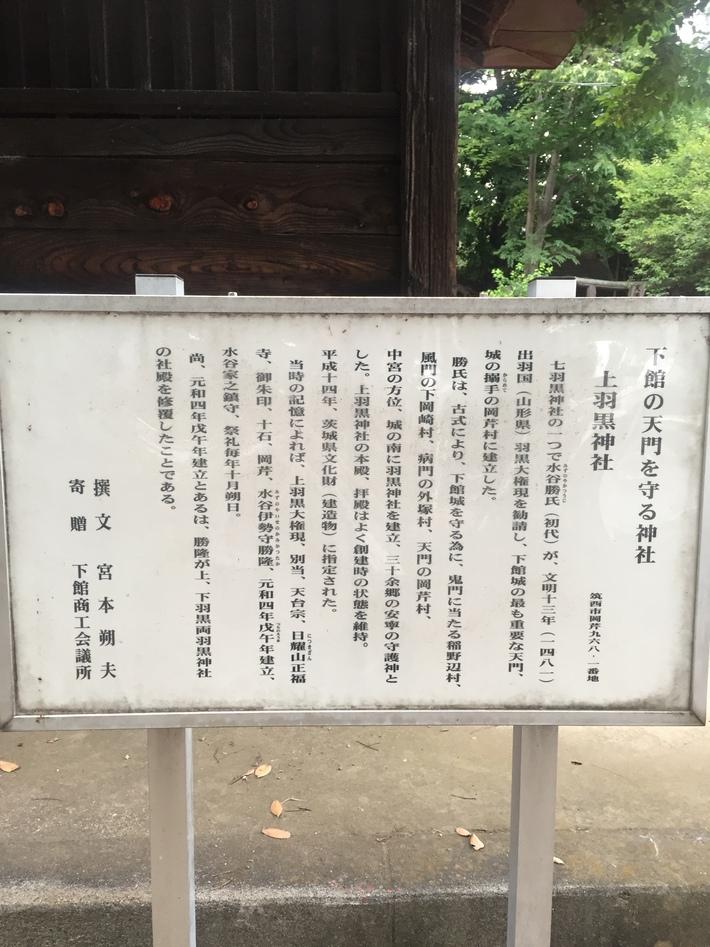 下館の天門を守る神社
上羽黒神社
筑西市岡芹九六八‐一番地
七羽黒神社の一つで水谷勝氏（初代）が、文明十三年（一四八一）
出羽国（山形県）羽黒大権現を勧請し、下館城の最も重要な天門、
城の搦手の岡芹村に建立した。
勝氏は、古式により、下館城を守る為に、鬼門に当たる稲野辺村、
風門の下岡崎村、病門の外塚村、天門の岡芹村、
中宮の方位、城の南に羽黒神社を建立、三十余郷の安寧の守護神と
した。上羽黒神社の本殿、拝殿はよく創建時の状態を維持。
平成十四年、茨城県文化財（建造物）に指定された。
当時の記憶によれば、上羽黒大権現、別当、天台宗、日耀山正福
寺、御朱印、十石、岡芹、水谷伊勢守勝隆、元和四年戊午年建立、
水谷家之鎮守、祭礼毎年十月朔日。
尚、元和四年戊午年建立とあるは、勝隆が上、下羽黒両羽黒神社
の社殿を修覆したことである。
撰文 宮本朔夫
寄贈 下館商工会議所